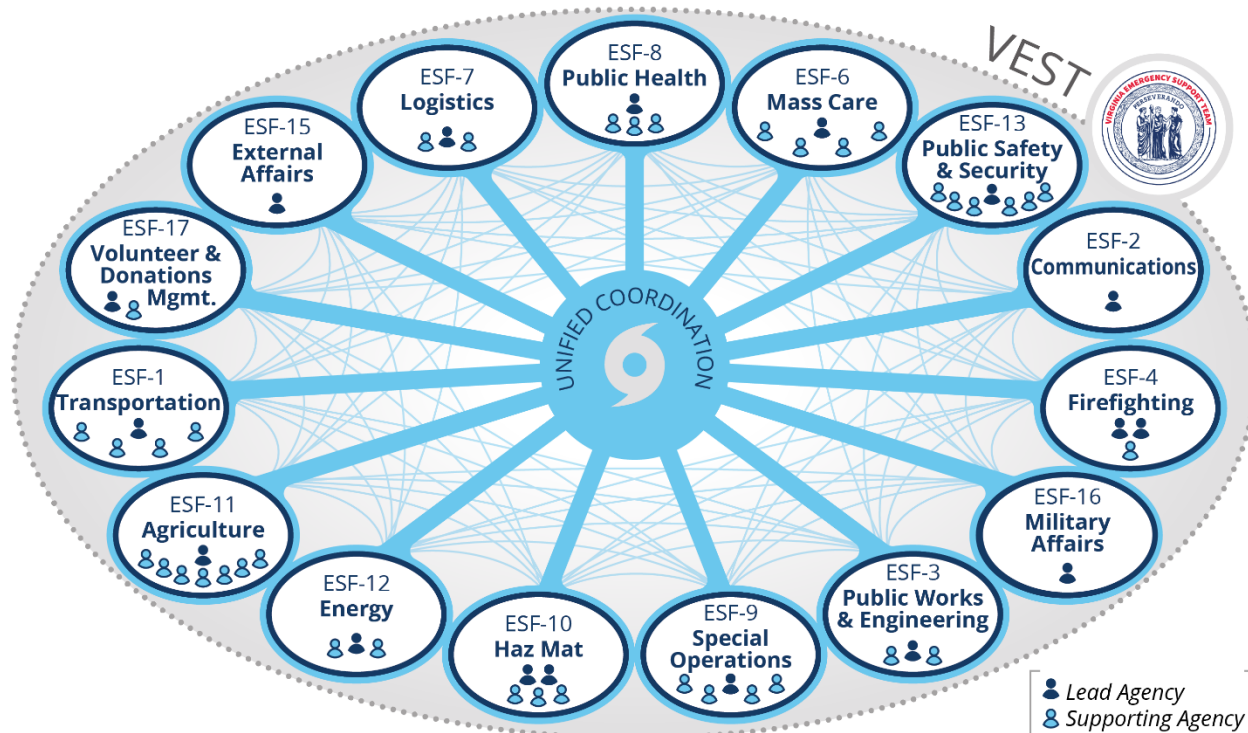 VEST
VIRGINIA EMERGENCY SUPPORT TEAM
PERSEVERANDO
ESF-8
Public Health
ESF-6
Mass Care
ESF-13
Public Safety
& Security
ESF-2
Communications
ESF-4
Firefighting
ESF-16
Military
Affairs
ESF-3
Public Works
& Engineering
ESF-9
Special
Operations
ESF-10
Haz Mat
ESF-12
Energy
ESF-11
Agriculture
ESF-1
Transportation
ESF-17
Volunteer &
Donations
Mgmt.
ESF-15
External
Affairs
ESF-7
Logistics
UNIFIED COORDINATION
Lead Agency
Supporting Agency